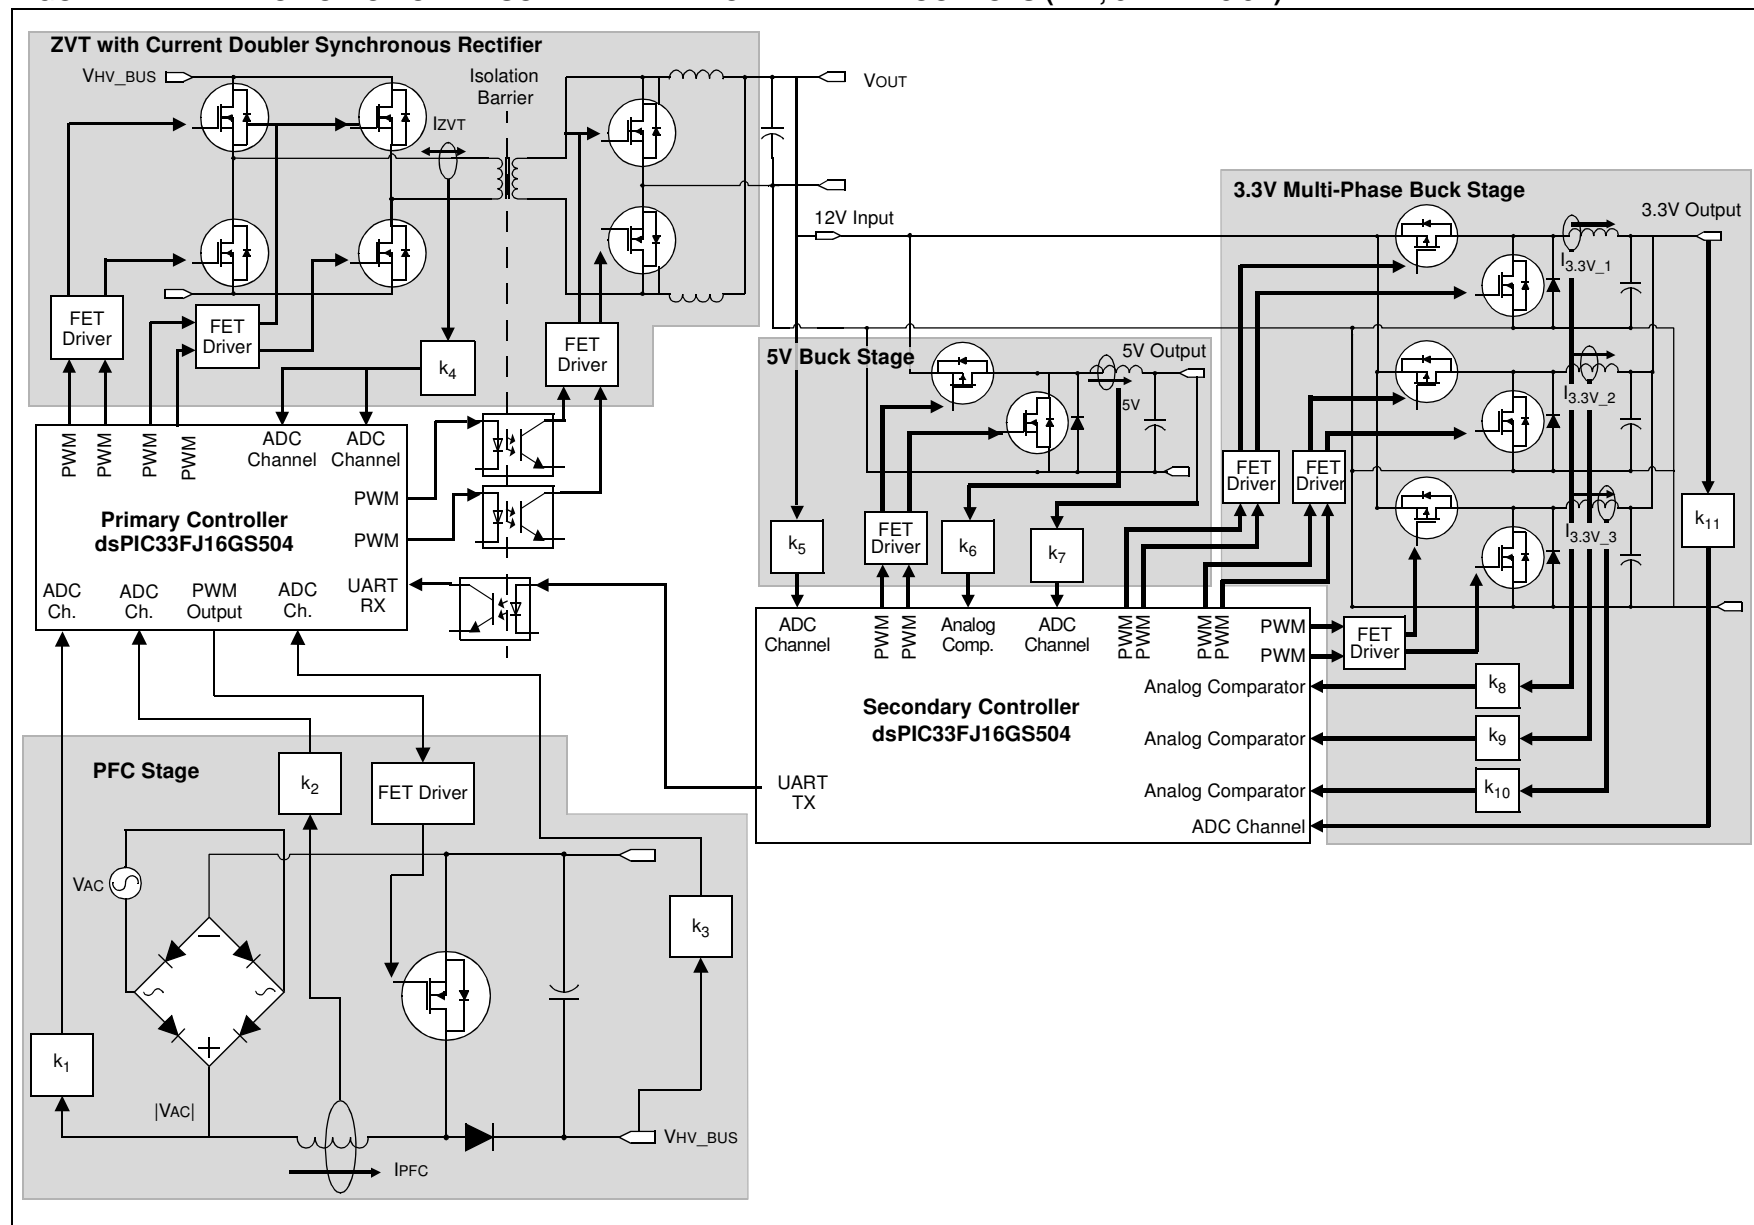 ZVT with Current Doubler Synchronous Rectifier
VHV_BUS
Isolation
Barrier
IZVT
VOUT
FET
Driver
FET
Driver
FET
Driver
k4
12V Input
3.3V Multi-Phase Buck Stage
3.3V Output
I3.3V_1
I3.3V_2
I3.3V_3
5V Buck Stage
5V Output
5V
FET
Driver
FET
Driver
FET
Driver
k5
k6
k7
k11
PWM
PWM
PWM
PWM
ADC
Channel
ADC
Channel
PWM
PWM
Primary Controller
dsPIC33FJ16GS504
ADC
Ch.
ADC
Ch.
PWM
Output
ADC
Ch.
UART
RX
ADC
Channel
PWM
PWM
Analog
Comp.
ADC
Channel
PWM
PWM
PWM
PWM
PWM
PWM
FET
Driver
Secondary Controller
dsPIC33FJ16GS504
Analog Comparator
k8
Analog Comparator
k9
Analog Comparator
k10
ADC Channel
UART
TX
PFC Stage
k2
FET Driver
VAC
k3
k1
|VAC|
VHV_BUS
IPFC